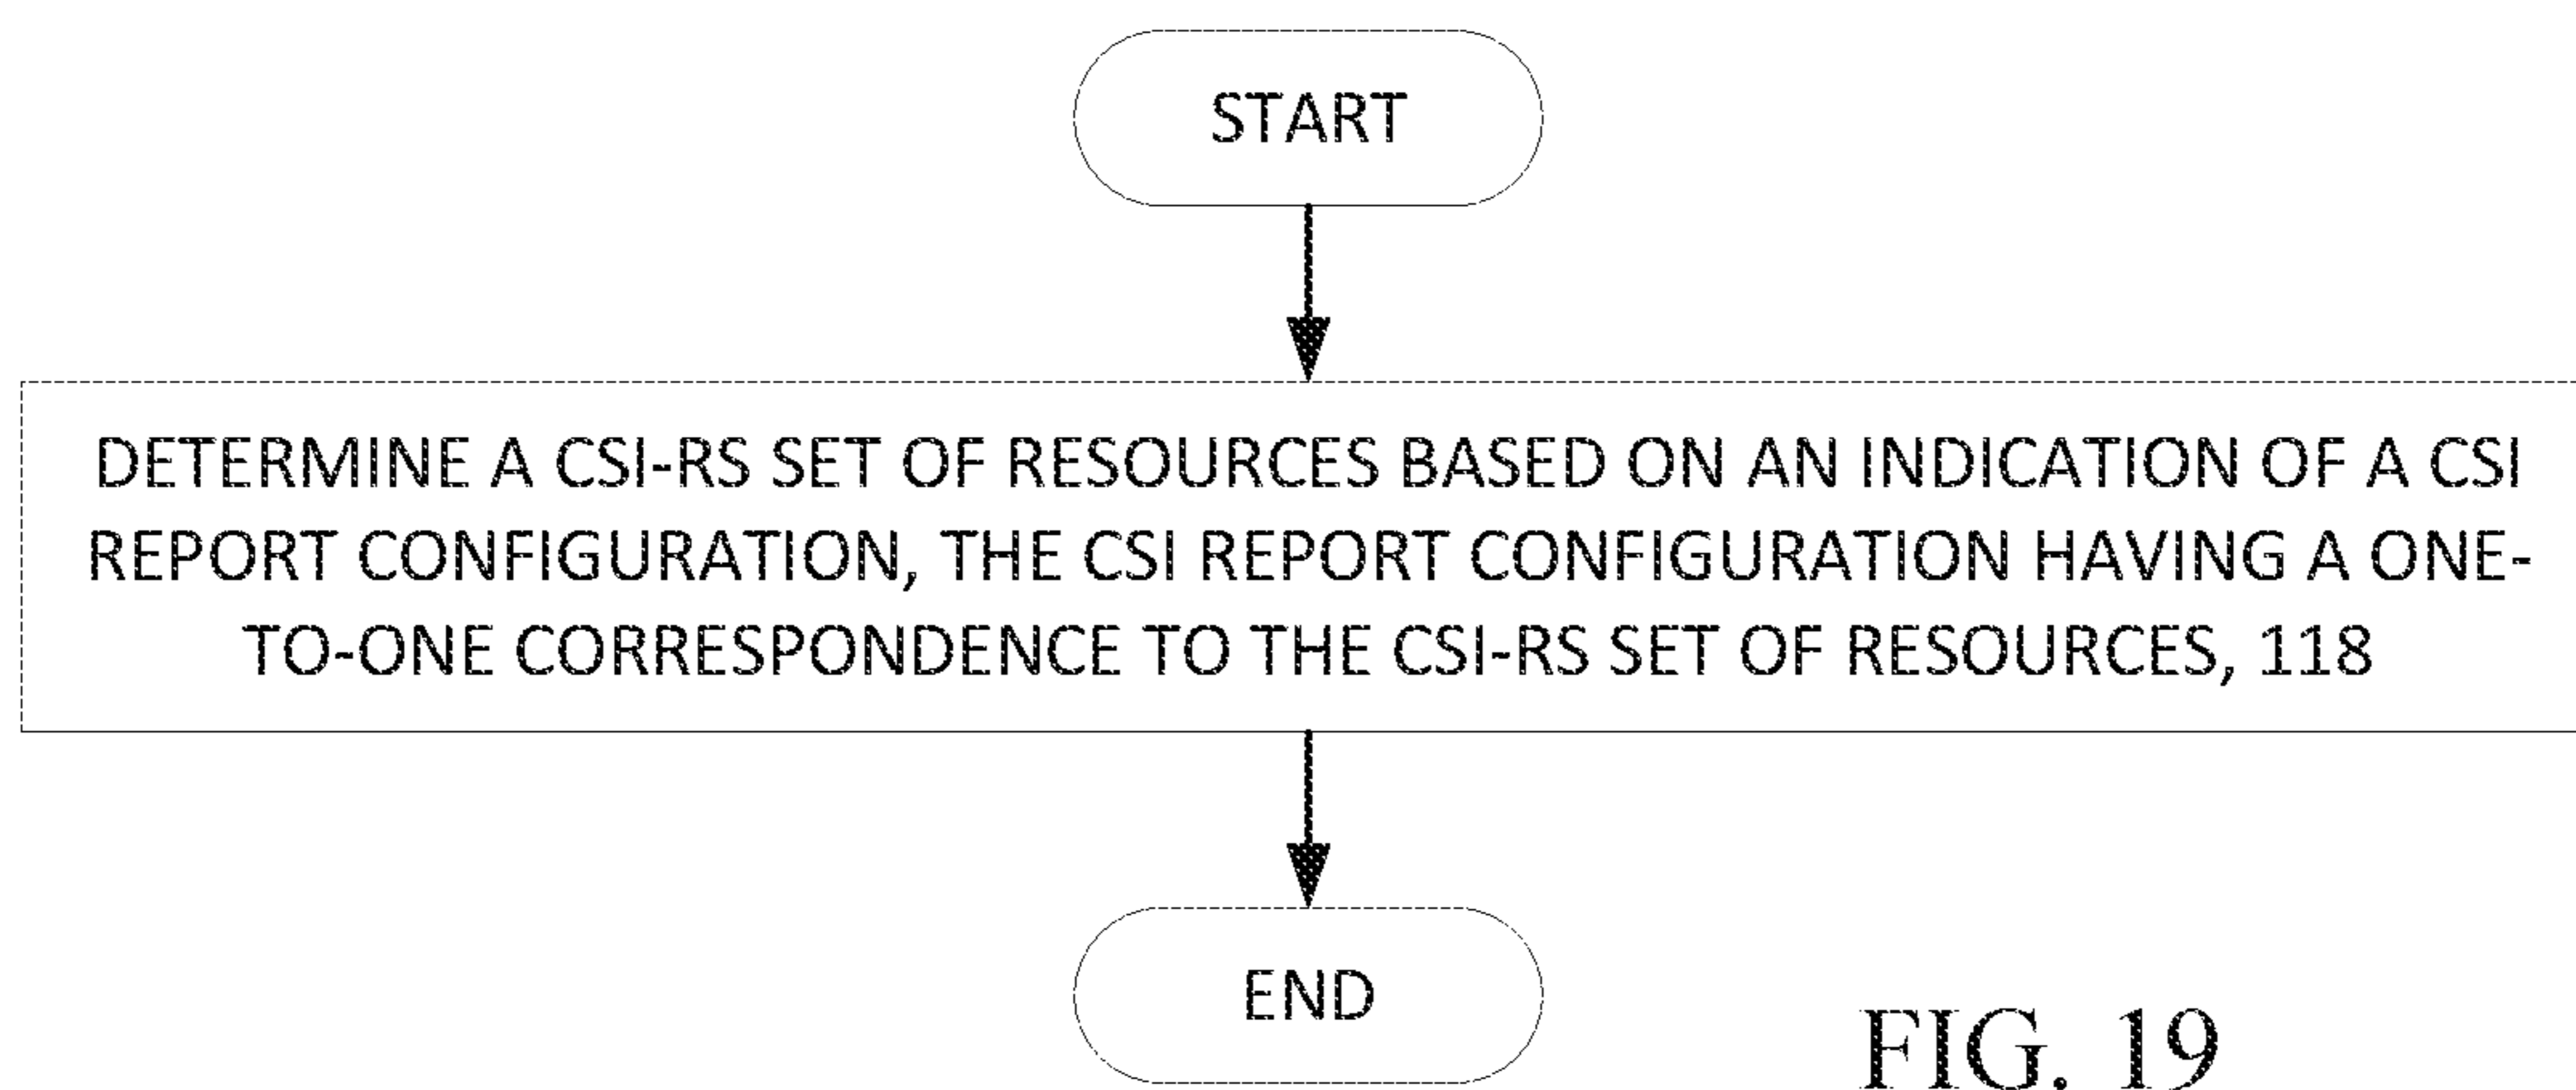 START
DETERMINE A CSI-RS SET OF RESOURCES BASED ON AN INDICATION OF A CSI
REPORT CONFIGURATION, THE CSI REPORT CONFIGURATION HAVING A ONE-
TO-ONE CORRESPONDENCE TO THE CSI-RS SET OF RESOURCES, 118
END
FIG. 19